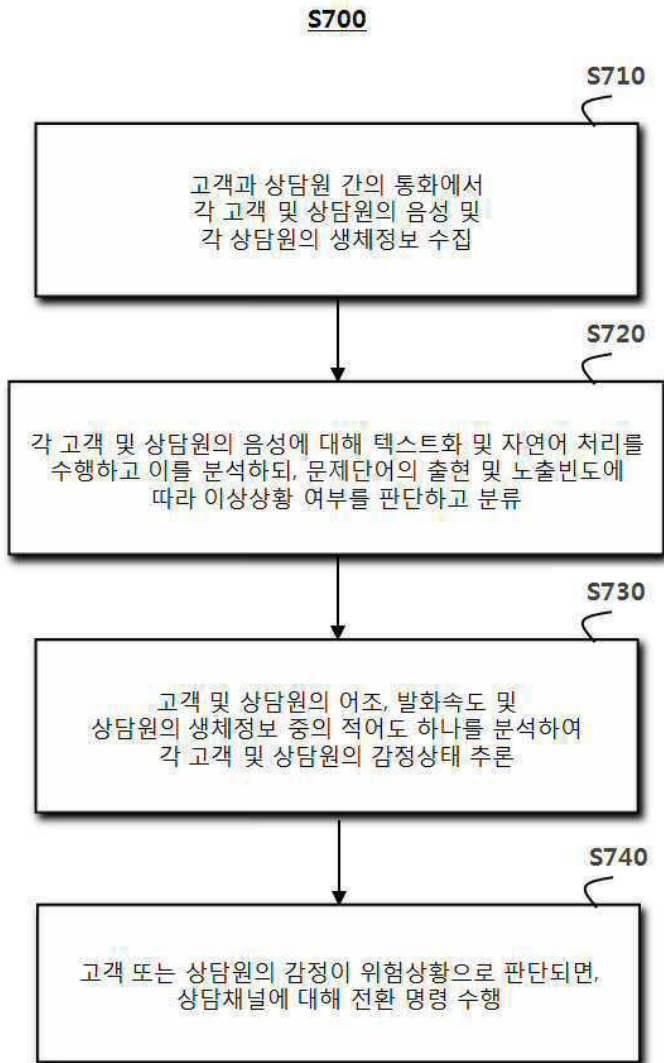 S700
S710
고객과 상담원 간의 통화에서
각 고객 및 상담원의 음성 및
각 상담원의 생체정보 수집
S720
각 고객 및 상담원의 음성에 대해 텍스트화 및 자연어 처리를
수행하고 이를 분석하되, 문제단어의 출현 및 노출빈도에
따라 이상상황 여부를 판단하고 분류
S730
고객 및 상담원의 어조, 발화속도 및
상담원의 생체정보 중의 적어도 하나를 분석하여
각 고객 및 상담원의 감정상태 추론
S740
고객 또는 상담원의 감정이 위험상황으로 판단되면,
상담채널에 대해 전환 명령 수행